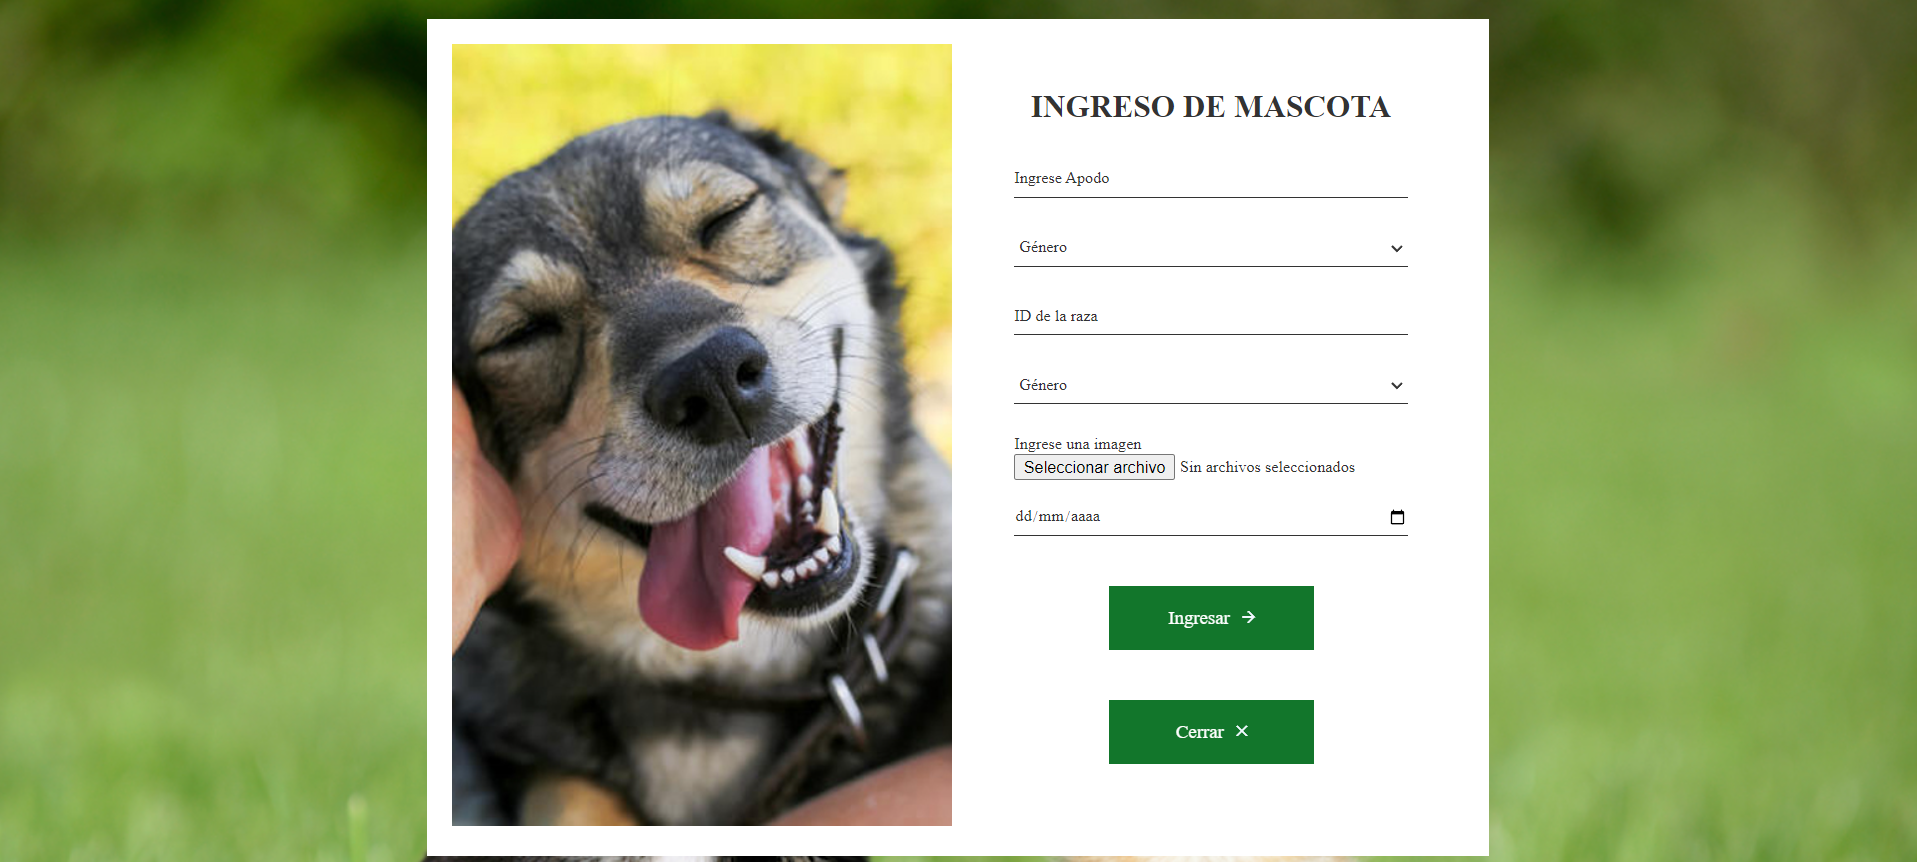 INGRESO DE MASCOTA
Ingrese Apodo
Género
ID de la raza
Género
Ingrese una imagen
Seleccionar archivo Sin archivos seleccionados
dd/mm/aaaa
Ingresar →
Cerrar ✕